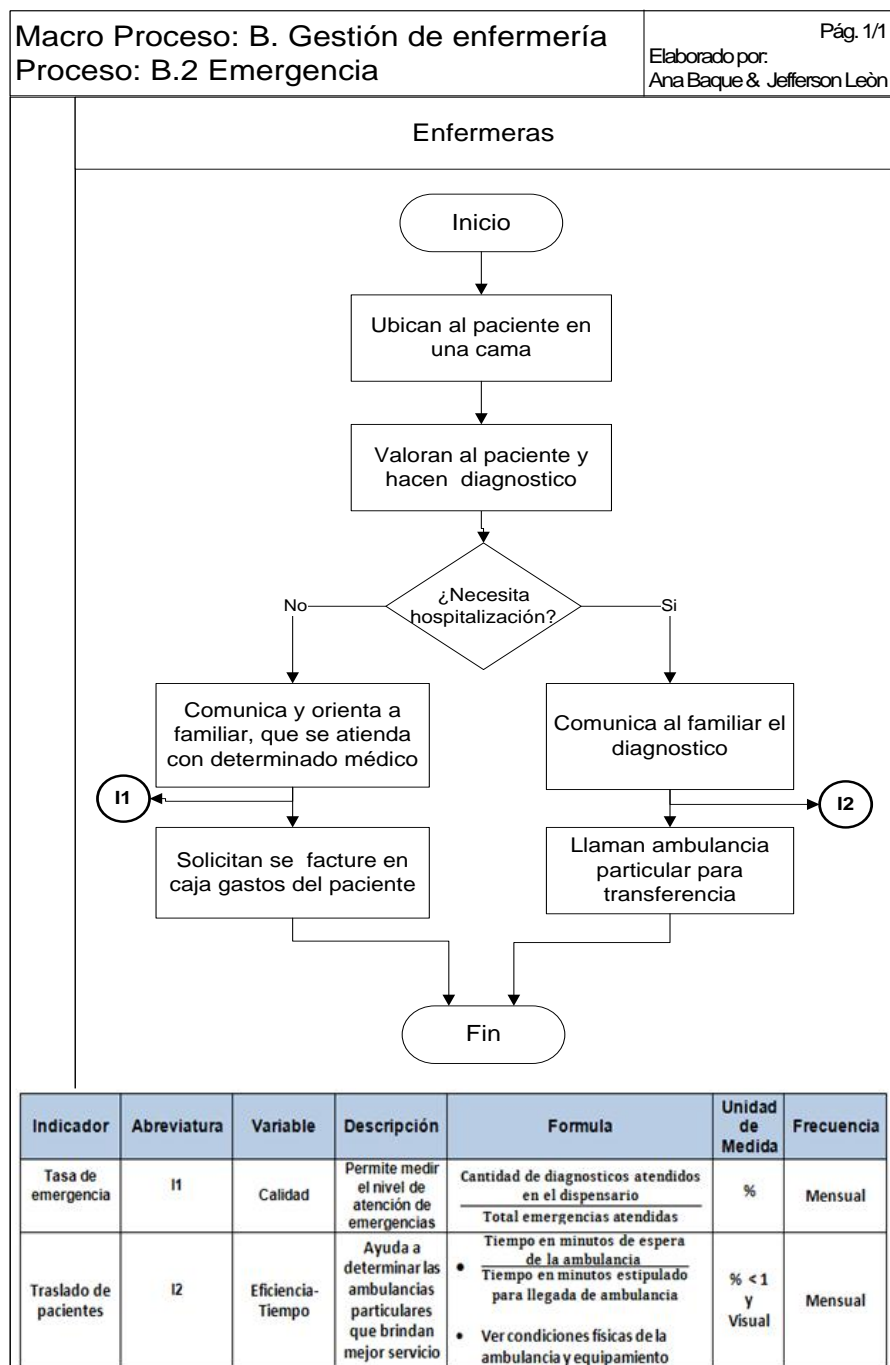 Macro Proceso: B. Gestión de enfermería
Proceso: B.2 Emergencia
Pág. 1/1
Elaborado por:
Ana Baque & Jefferson Leòn
Enfermeras
Inicio
Ubican al paciente en
una cama
Valoran al paciente y
hacen diagnostico
¿Necesita
hospitalización?
No
Si
Comunica y orienta a
familiar, que se atienda
con determinado médico
Comunica al familiar el
diagnostico
I1
I2
Solicitan se facture en
caja gastos del paciente
Llaman ambulancia
particular para
transferencia
Fin
Indicador
Abreviatura
Variable
Descripción
Formula
Unidad
de
Medida
Frecuencia
Tasa de
emergencia
I1
Calidad
Permite medir
el nivel de
atención de
emergencias
Cantidad de diagnosticos atendidos
en el dispensario
Total emergencias atendidas
%
Mensual
Traslado de
pacientes
I2
Eficiencia-
Tiempo
Ayuda a
determinar las
ambulancias
particulares
que brindan
mejor servicio
• Tiempo en minutos de espera
de la ambulancia
Tiempo en minutos estipulado
para llegada de ambulancia
• Ver condiciones físicas de la
ambulancia y equipamiento
% <1
y
Visual
Mensual